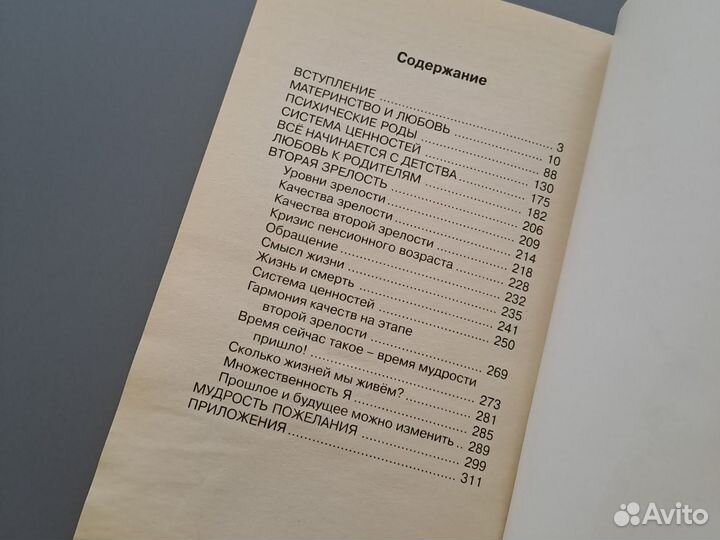 Содержание
ВСТУПЛЕНИЕ ........ 3
МАТЕРИНСТВО И ЛЮБОВЬ ........ 10
ПСИХИЧЕСКИЕ РОДЫ ........ 88
СИСТЕМА ЦЕННОСТЕЙ ........ 130
ВСЁ НАЧИНАЕТСЯ С ДЕТСТВА ........ 175
ЛЮБОВЬ К РОДИТЕЛЯМ ........ 182
ВТОРАЯ ЗРЕЛОСТЬ ........ 206
Уровни зрелости ........ 209
Качества зрелости ........ 214
Качества второй зрелости ........ 218
Кризис пенсионного возраста ........ 228
Обращение ........ 232
Смысл жизни ........ 235
Жизнь и смерть ........ 241
Система ценностей ........ 250
Гармония качеств на этапе
второй зрелости ........ 269
Время сейчас такое – время мудрости
пришло! ........ 273
Сколько жизней мы живём? ........ 281
Множественность Я ........ 285
Прошлое и будущее можно изменить .. 289
МУДРОСТЬ ПОЖЕЛАНИЯ ........ 299
ПРИЛОЖЕНИЯ ........ 311
Avito